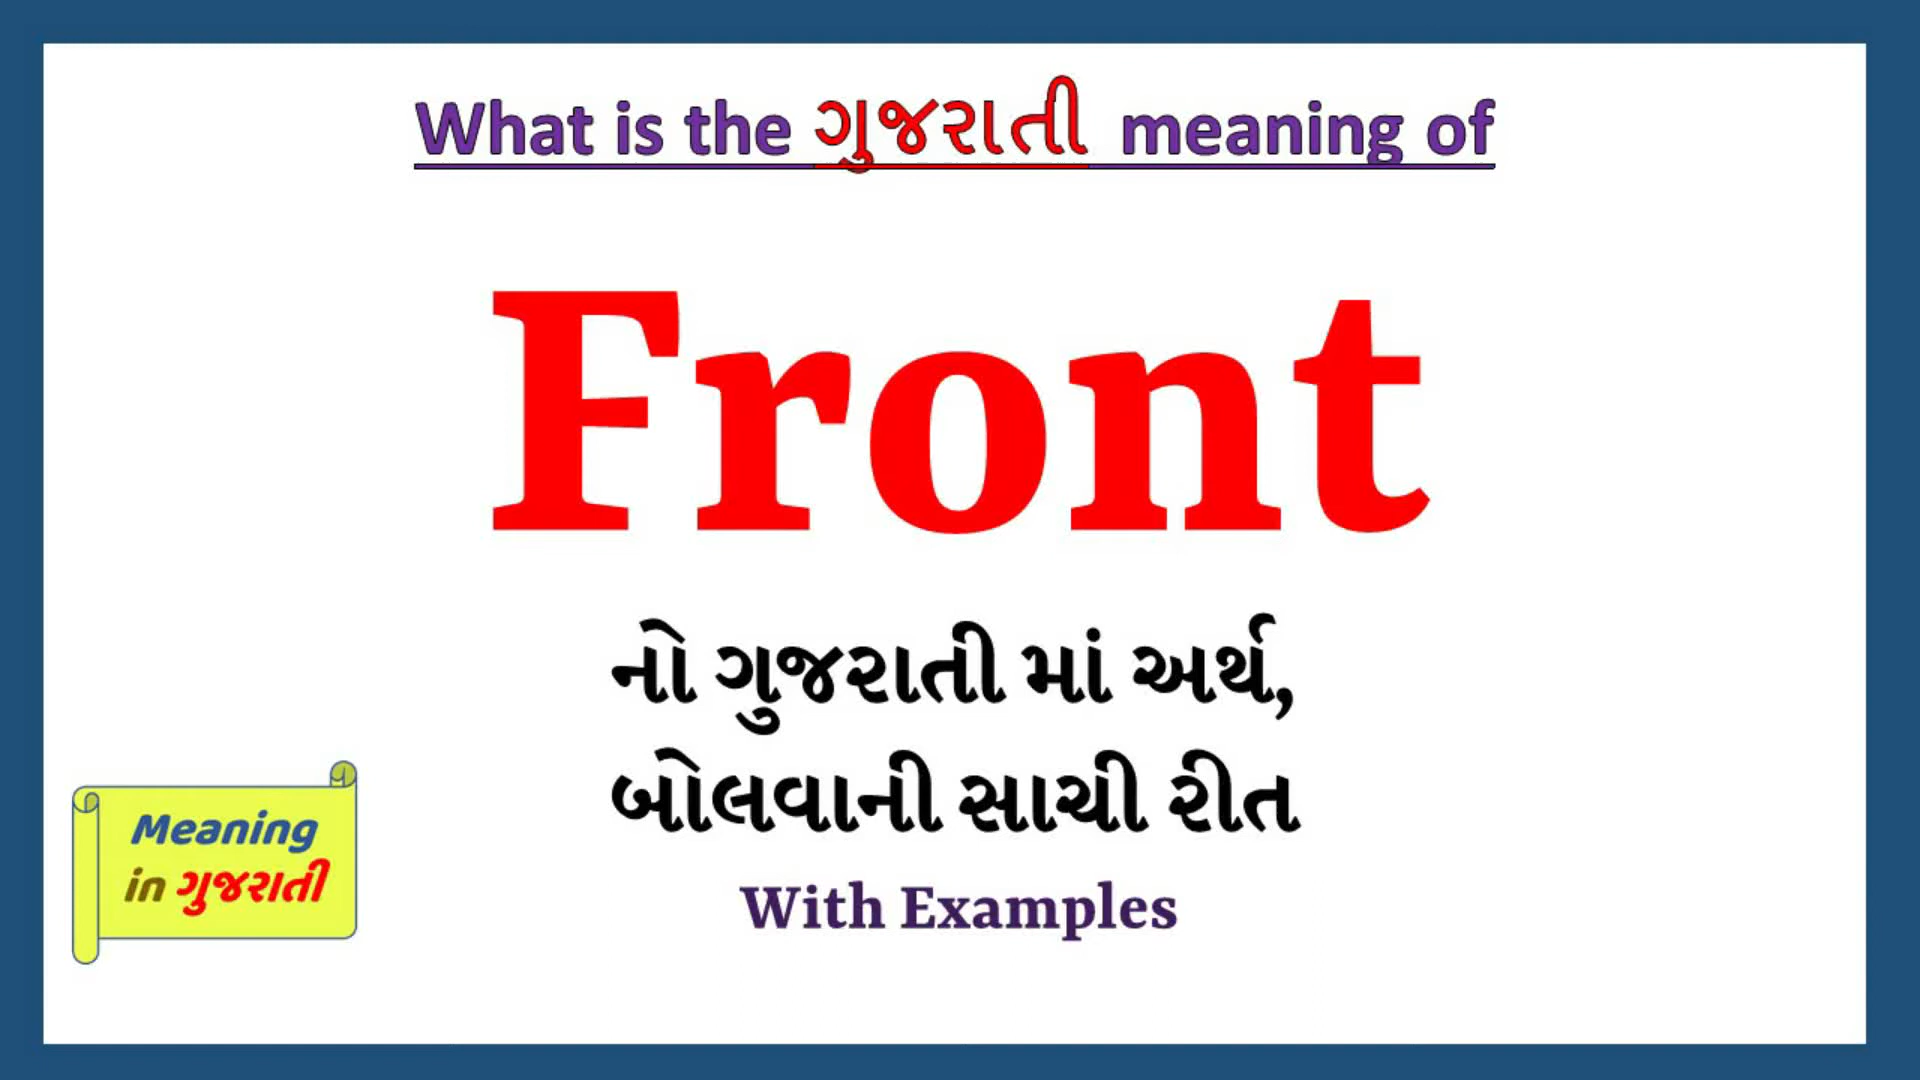 What is the ગુજરાતી meaning of
Front
નો ગુજરાતી માં અર્થ,
બોલવાની સાચી રીત
With Examples
Meaning
in ગુજરાતી